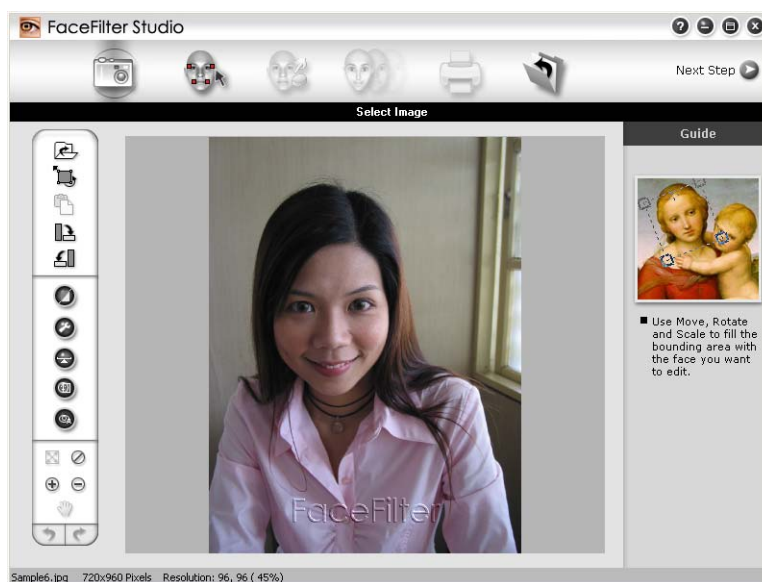 FaceFilter Studio
Next Step
Select Image
Guide
Use Move, Rotate
and Scale to fill the
bounding area with
the face you want
to edit.
FaceFilter
Sample6.jpg 720x960 Pixels Resolution: 96, 96 ( 45%)